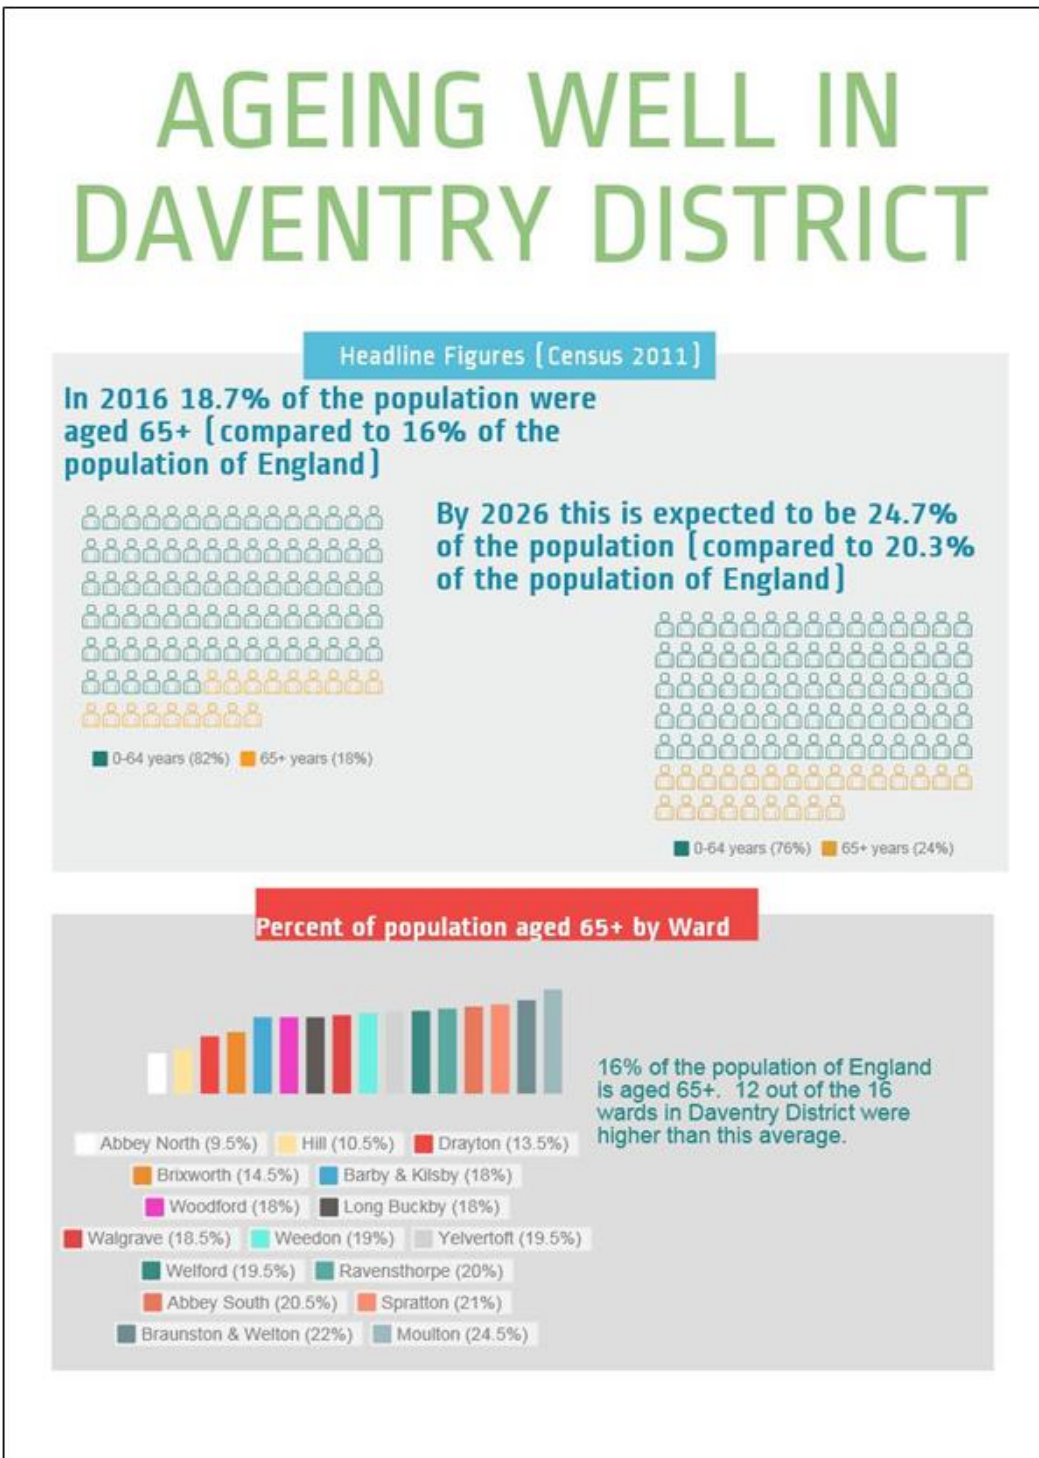 AGEING WELL IN
DAVENTRY DISTRICT
Headline Figures (Census 2011)
In 2016 18.7% of the population were
aged 65+ (compared to 16% of the
population of England)
By 2026 this is expected to be 24.7%
of the population (compared to 20.3%
of the population of England)
0-64 years (82%) 65+ years (18%)
0-64 years (76%) 65+ years (24%)
Percent of population aged 65+ by Ward
16% of the population of England
is aged 65+. 12 out of the 16
wards in Daventry District were
higher than this average.
Abbey North (9.5%) Hill (10.5%) Drayton (13.5%)
Brixworth (14.5%) Barby & Kilsby (18%)
Woodford (18%) Long Buckby (18%)
Walgrave (18.5%) Weedon (19%) Yelvertoft (19.5%)
Welford (19.5%) Ravensthorpe (20%)
Abbey South (20.5%) Spratton (21%)
Braunston & Welton (22%) Moulton (24.5%)